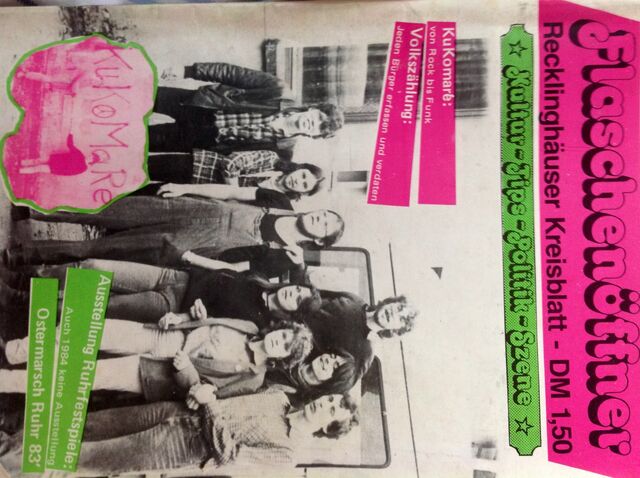 Flaschenöffner
Recklinghäuser Kreisblatt - DM 1,50
☆ Kultur-Tips-Politik-Szene ☆
KuKomaré:
von Rock bis Funk
Volkszählung:
Jeden Bürger erfassen und verdaten
KuKoMaRe
Ausstellung Ruhrfestspiele:
Auch 1984 keine Ausstellung
Ostermarsch Ruhr 83'